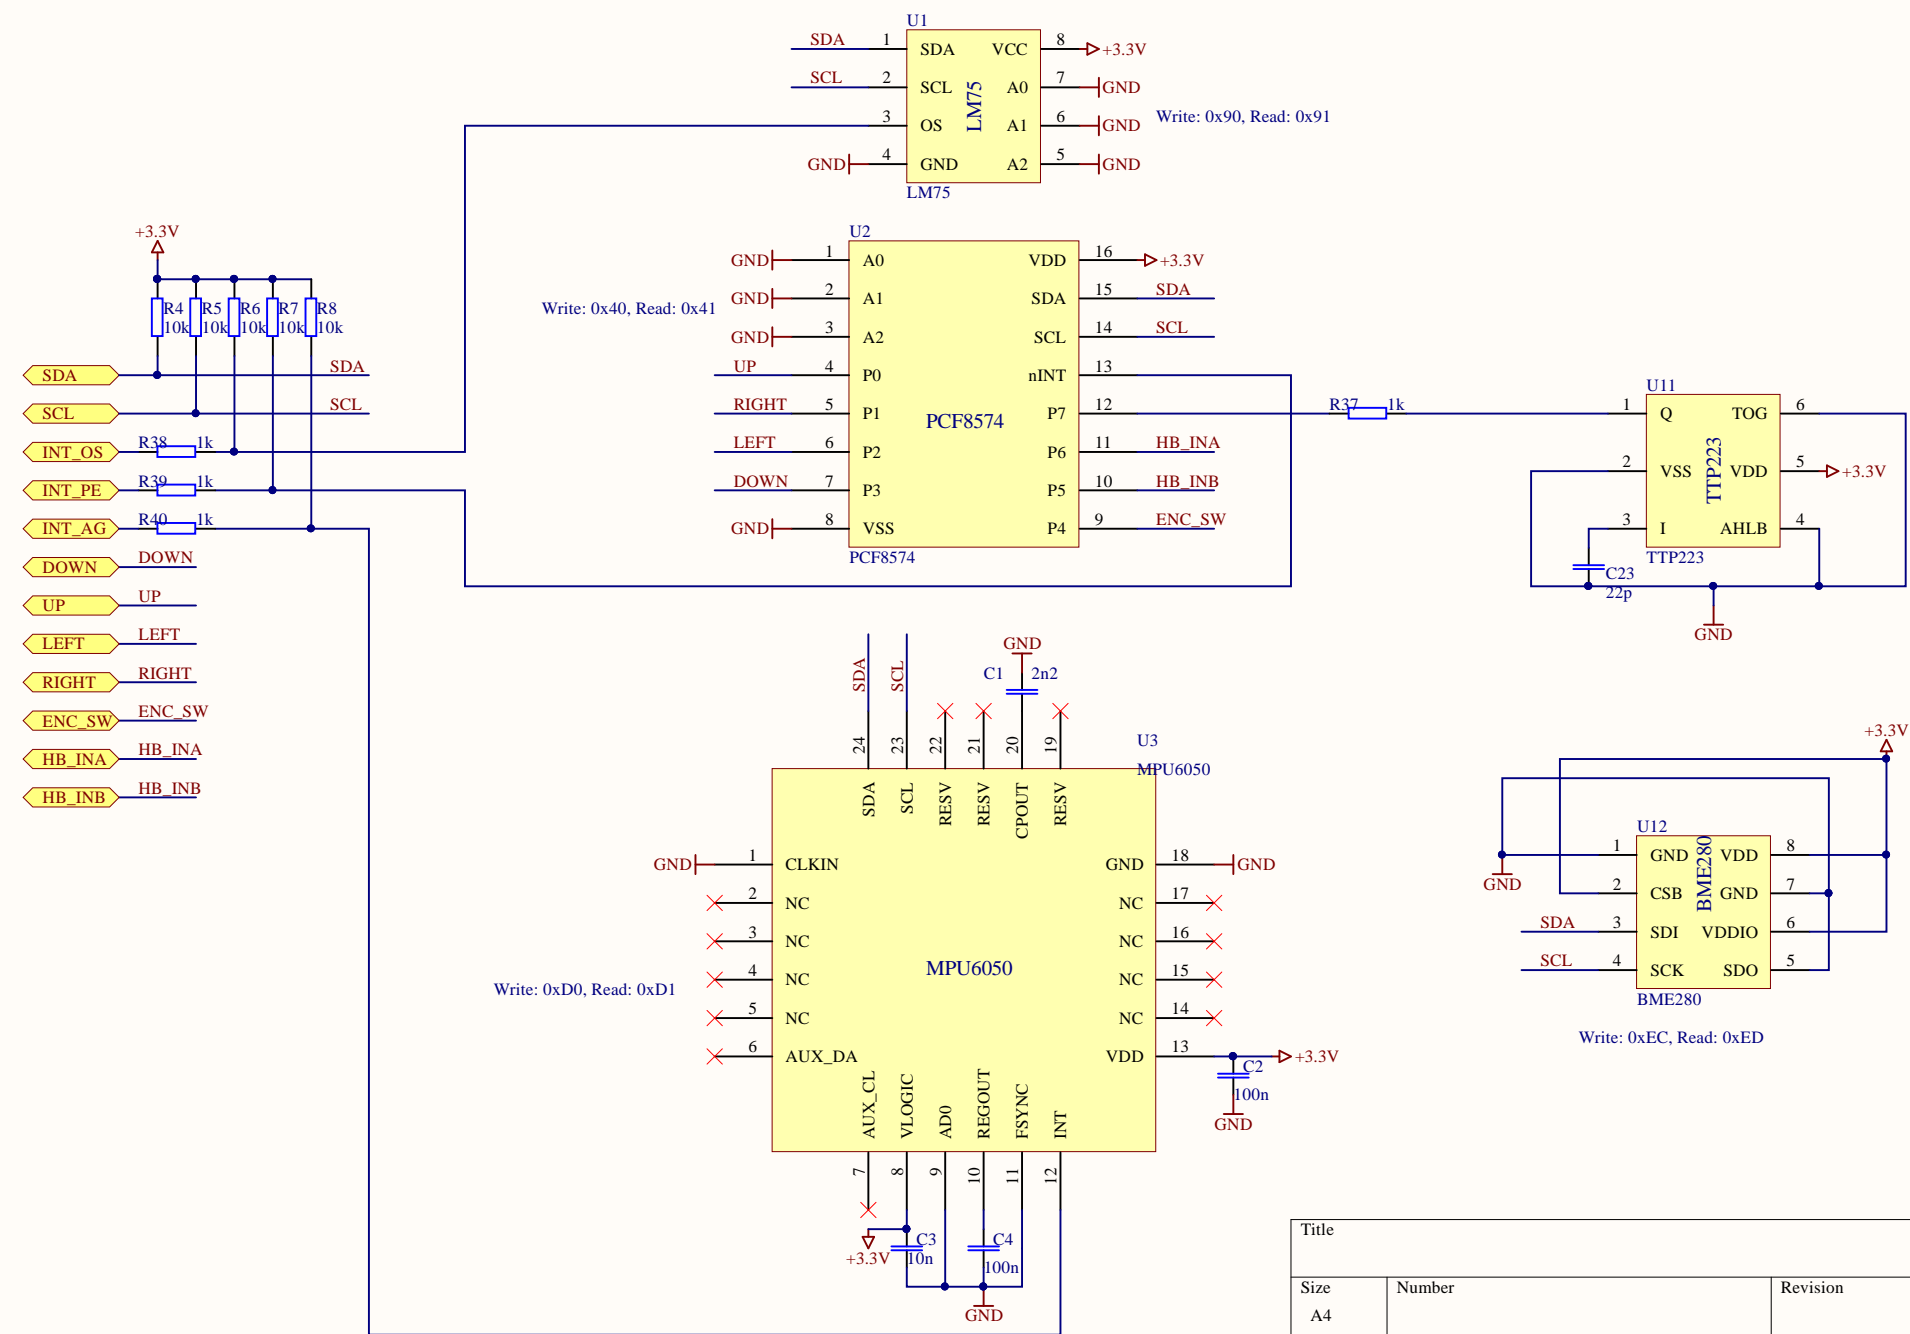 U1
SDA 1 SDA VCC 8 +3.3V
SCL 2 SCL A0 7 GND
3 OS A1 6 GND
GND 4 GND A2 5 GND
LM75
LM75
Write: 0x90, Read: 0x91
+3.3V
R4 R5 R6 R7 R8
10k 10k 10k 10k 10k
SDA SDA
SCL SCL
INT_OS R38 1k
INT_PE R39 1k
INT_AG R40 1k
DOWN DOWN
UP UP
LEFT LEFT
RIGHT RIGHT
ENC_SW ENC_SW
HB_INA HB_INA
HB_INB HB_INB
U2
GND 1 A0 VDD 16 +3.3V
GND 2 A1 SDA 15 SDA
GND 3 A2 SCL 14 SCL
UP 4 P0 nINT 13
RIGHT 5 P1 P7 12
LEFT 6 P2 P6 11 HB_INA
DOWN 7 P3 P5 10 HB_INB
GND 8 VSS P4 9 ENC_SW
PCF8574
PCF8574
Write: 0x40, Read: 0x41
R37 1k
U11
1 Q TOG 6
2 VSS VDD 5 +3.3V
3 I AHLB 4
TTP223
TTP223
C23
22p
GND
SDA SCL GND
C1 2n2
24 23 22 21 20 19
U3
MPU6050
SDA SCL RESV RESV CPOUT RESV
GND 1 CLKIN GND 18 GND
2 NC NC 17
3 NC NC 16
4 NC NC 15
5 NC NC 14
6 AUX_DA VDD 13 +3.3V
MPU6050
Write: 0xD0, Read: 0xD1
C2
100n
GND
AUX_CL VLOGIC AD0 REGOUT FSYNC INT
7 8 9 10 11 12
+3.3V
C3
10n
C4
100n
GND
+3.3V
U12
GND
1 GND VDD 8
2 CSB GND 7
SDA 3 SDI VDDIO 6
SCL 4 SCK SDO 5
BME280
BME280
Write: 0xEC, Read: 0xED
Title
Size Number Revision
A4